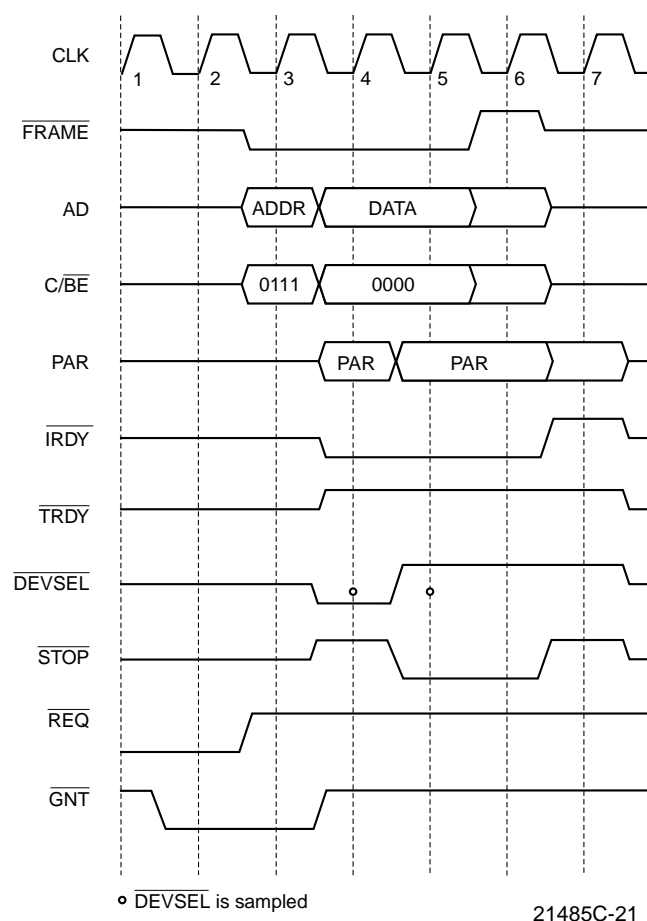 CLK
1 2 3 4 5 6 7
FRAME
AD ADDR DATA
C/BE 0111 0000
PAR PAR PAR
IRDY
TRDY
DEVSEL
STOP
REQ
GNT
DEVSEL is sampled
21485C-21